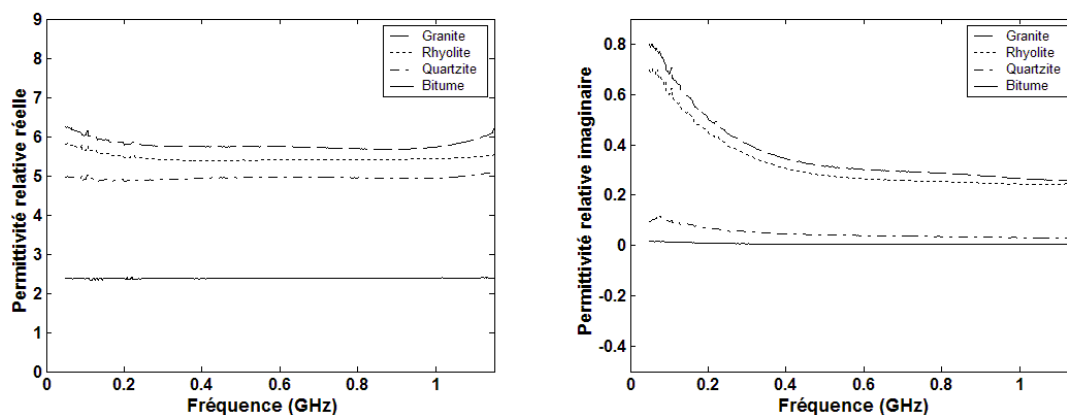 9
8
7
6
5
4
3
2
1
0
Permittivité relative réelle
Granite
Rhyolite
Quartzite
Bitume
0 0.2 0.4 0.6 0.8 1
Fréquence (GHz)
0.8
0.6
0.4
0.2
0
-0.2
-0.4
Permittivité relative imaginaire
Granite
Rhyolite
Quartzite
Bitume
0 0.2 0.4 0.6 0.8 1
Fréquence (GHz)